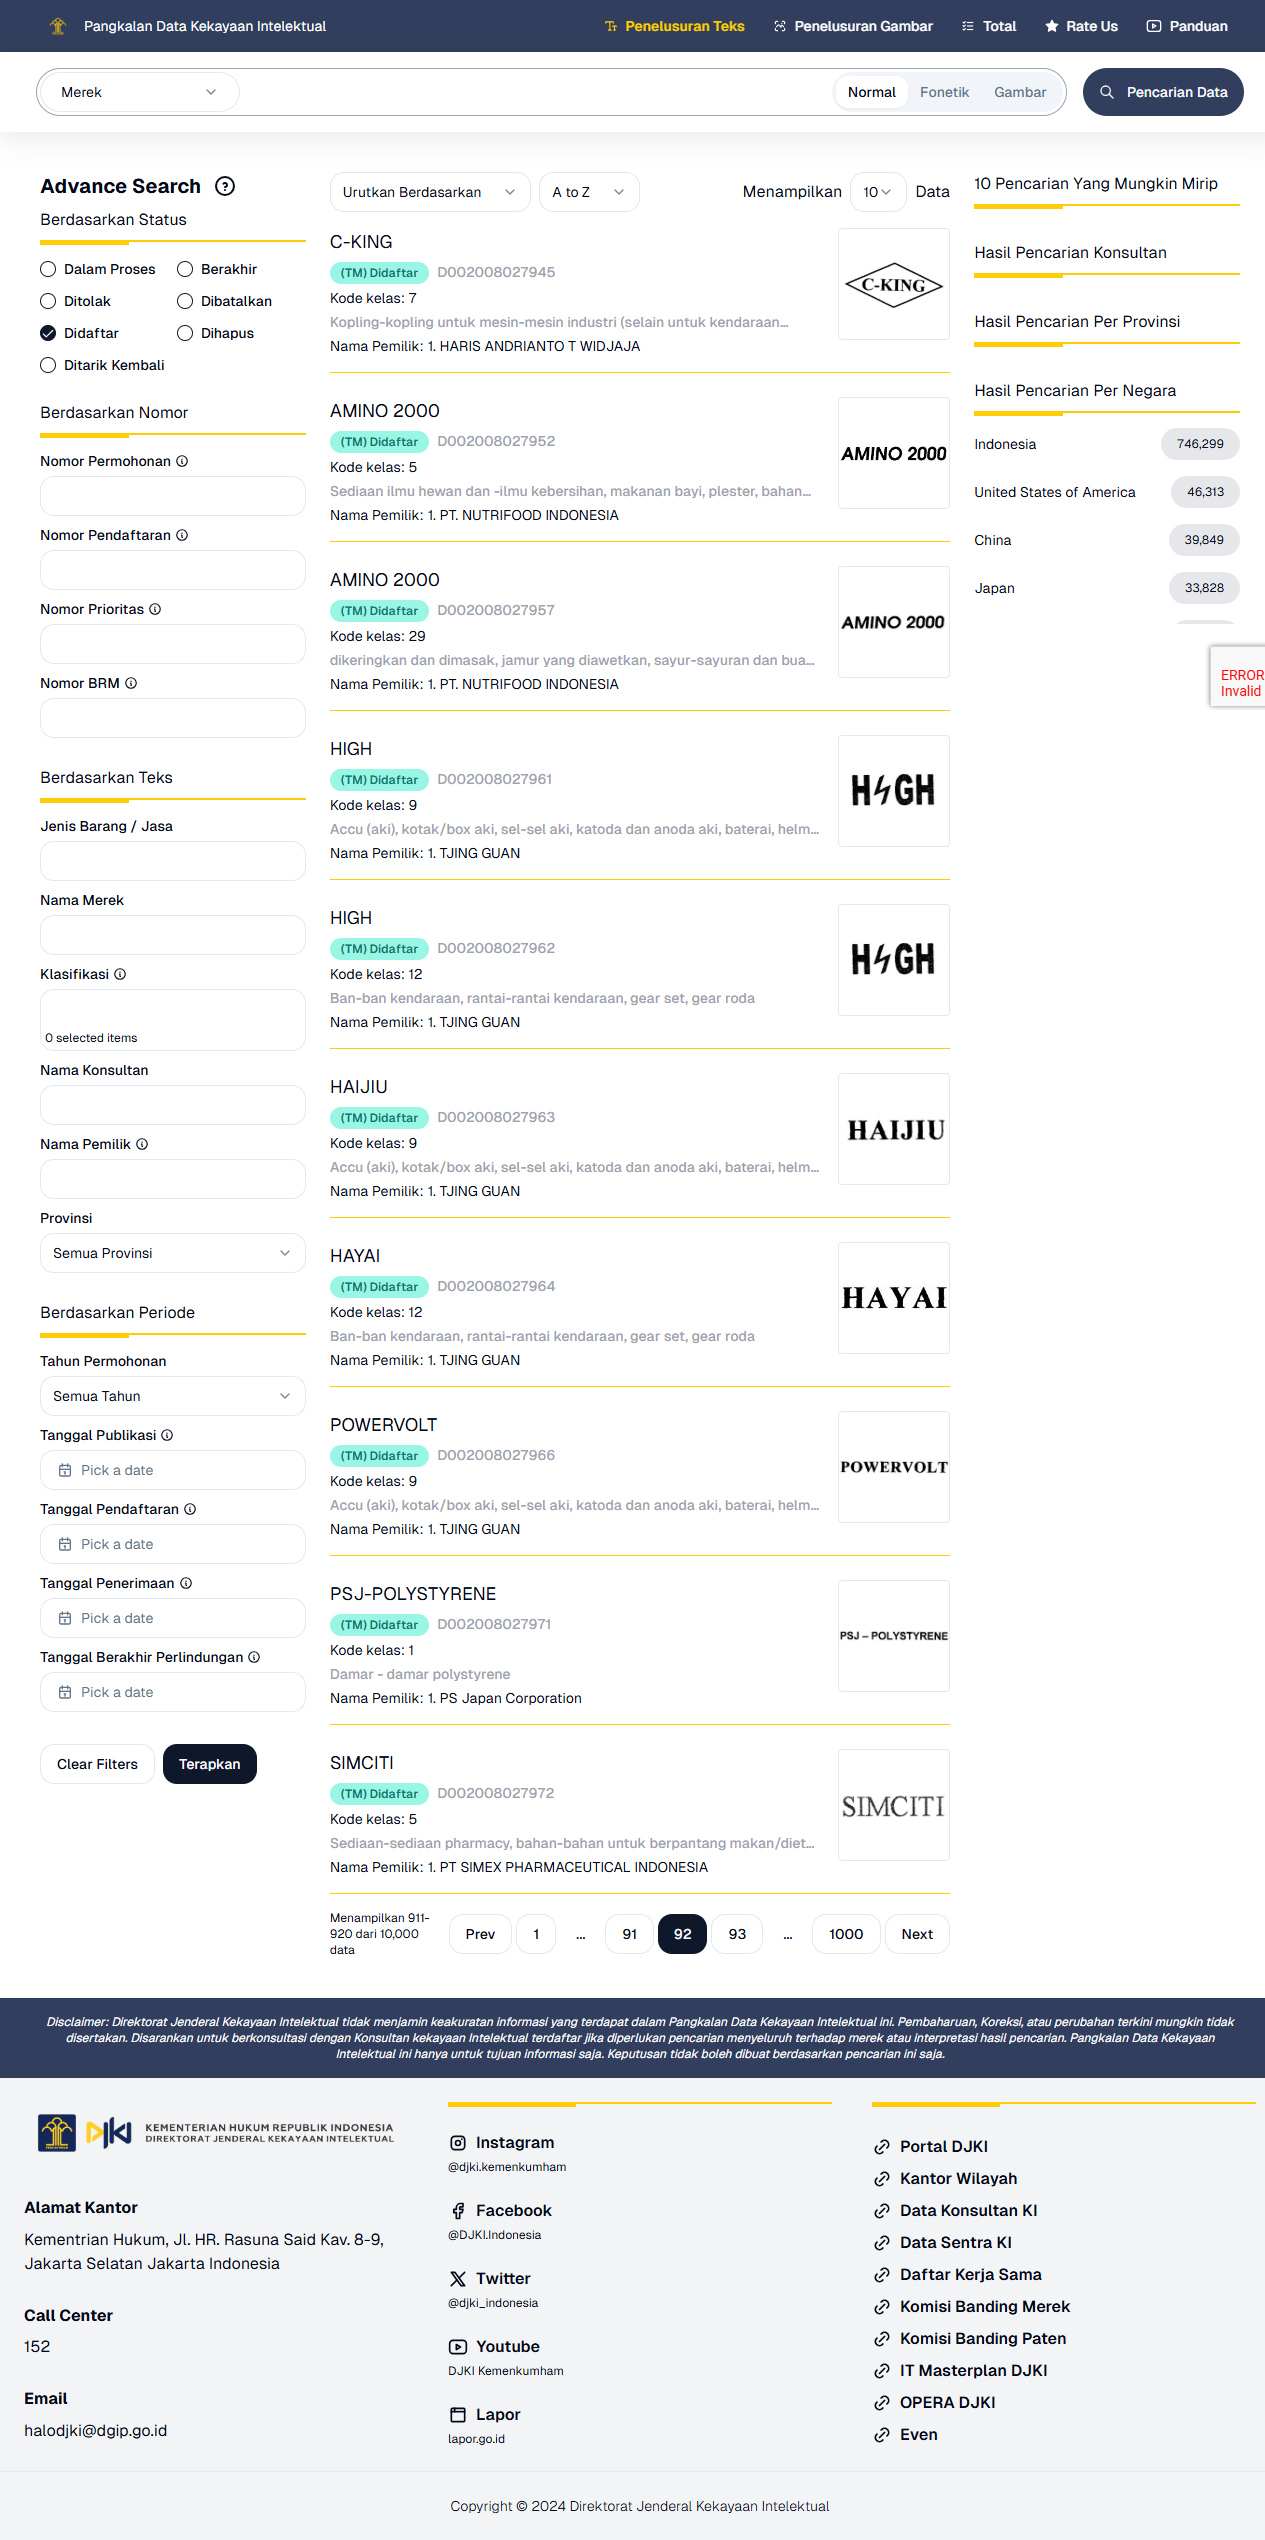 Pangkalan Data Kekayaan Intelektual
Penelusuran Teks
Penelusuran Gambar
Total
Rate Us
Panduan
Merek
Normal
Fonetik
Gambar
Pencarian Data
Advance Search
Berdasarkan Status
Dalam Proses
Berakhir
Ditolak
Dibatalkan
Didaftar
Dihapus
Ditarik Kembali
Berdasarkan Nomor
Nomor Permohonan
Nomor Pendaftaran
Nomor Prioritas
Nomor BRM
Berdasarkan Teks
Jenis Barang / Jasa
Nama Merek
Klasifikasi
0 selected items
Nama Konsultan
Nama Pemilik
Provinsi
Semua Provinsi
Berdasarkan Periode
Tahun Permohonan
Semua Tahun
Tanggal Publikasi
Pick a date
Tanggal Pendaftaran
Pick a date
Tanggal Penerimaan
Pick a date
Tanggal Berakhir Perlindungan
Pick a date
Clear Filters
Terapkan
Urutkan Berdasarkan
A to Z
Menampilkan 10 Data
C-KING
(TM) Didaftar D002008027945
Kode kelas: 7
Kopling-kopling untuk mesin-mesin industri (selain untuk kendaraan...
Nama Pemilik: 1. HARIS ANDRIANTO T WIDJAJA
C-KING
AMINO 2000
(TM) Didaftar D002008027952
Kode kelas: 5
Sediaan ilmu hewan dan -ilmu kebersihan, makanan bayi, plester, bahan...
Nama Pemilik: 1. PT. NUTRIFOOD INDONESIA
AMINO 2000
AMINO 2000
(TM) Didaftar D002008027957
Kode kelas: 29
dikeringkan dan dimasak, jamur yang diawetkan, sayur-sayuran dan bua...
Nama Pemilik: 1. PT. NUTRIFOOD INDONESIA
AMINO 2000
HIGH
(TM) Didaftar D002008027961
Kode kelas: 9
Accu (aki), kotak/box aki, sel-sel aki, katoda dan anoda aki, baterai, helm...
Nama Pemilik: 1. TJING GUAN
HIGH
HIGH
(TM) Didaftar D002008027962
Kode kelas: 12
Ban-ban kendaraan, rantai-rantai kendaraan, gear set, gear roda
Nama Pemilik: 1. TJING GUAN
HIGH
HAIJIU
(TM) Didaftar D002008027963
Kode kelas: 9
Accu (aki), kotak/box aki, sel-sel aki, katoda dan anoda aki, baterai, helm...
Nama Pemilik: 1. TJING GUAN
HAIJIU
HAYAI
(TM) Didaftar D002008027964
Kode kelas: 12
Ban-ban kendaraan, rantai-rantai kendaraan, gear set, gear roda
Nama Pemilik: 1. TJING GUAN
HAYAI
POWERVOLT
(TM) Didaftar D002008027966
Kode kelas: 9
Accu (aki), kotak/box aki, sel-sel aki, katoda dan anoda aki, baterai, helm...
Nama Pemilik: 1. TJING GUAN
POWERVOLT
PSJ-POLYSTYRENE
(TM) Didaftar D002008027971
Kode kelas: 1
Damar - damar polystyrene
Nama Pemilik: 1. PS Japan Corporation
PSJ – POLYSTYRENE
SIMCITI
(TM) Didaftar D002008027972
Kode kelas: 5
Sediaan-sediaan pharmacy, bahan-bahan untuk berpantang makan/diet...
Nama Pemilik: 1. PT SIMEX PHARMACEUTICAL INDONESIA
SIMCITI
Menampilkan 911-
920 dari 10,000
data
Prev 1 ... 91 92 93 ... 1000 Next
10 Pencarian Yang Mungkin Mirip
Hasil Pencarian Konsultan
Hasil Pencarian Per Provinsi
Hasil Pencarian Per Negara
Indonesia 746,299
United States of America 46,313
China 39,849
Japan 33,828
ERROR
Invalid
Disclaimer: Direktorat Jenderal Kekayaan Intelektual tidak menjamin keakuratan informasi yang terdapat dalam Pangkalan Data Kekayaan Intelektual ini. Pembaharuan, Koreksi, atau perubahan terkini mungkin tidak
disertakan. Disarankan untuk berkonsultasi dengan Konsultan kekayaan Intelektual terdaftar jika diperlukan pencarian menyeluruh terhadap merek atau interpretasi hasil pencarian. Pangkalan Data Kekayaan
Intelektual ini hanya untuk tujuan informasi saja. Keputusan tidak boleh dibuat berdasarkan pencarian ini saja.
KEMENTERIAN HUKUM REPUBLIK INDONESIA
DIREKTORAT JENDERAL KEKAYAAN INTELEKTUAL
Alamat Kantor
Kementrian Hukum, Jl. HR. Rasuna Said Kav. 8-9,
Jakarta Selatan Jakarta Indonesia
Call Center
152
Email
halodjki@dgip.go.id
Instagram
@djki.kemenkumham
Facebook
@DJKI.Indonesia
Twitter
@djki_indonesia
Youtube
DJKI Kemenkumham
Lapor
lapor.go.id
Portal DJKI
Kantor Wilayah
Data Konsultan KI
Data Sentra KI
Daftar Kerja Sama
Komisi Banding Merek
Komisi Banding Paten
IT Masterplan DJKI
OPERA DJKI
Even
Copyright © 2024 Direktorat Jenderal Kekayaan Intelektual